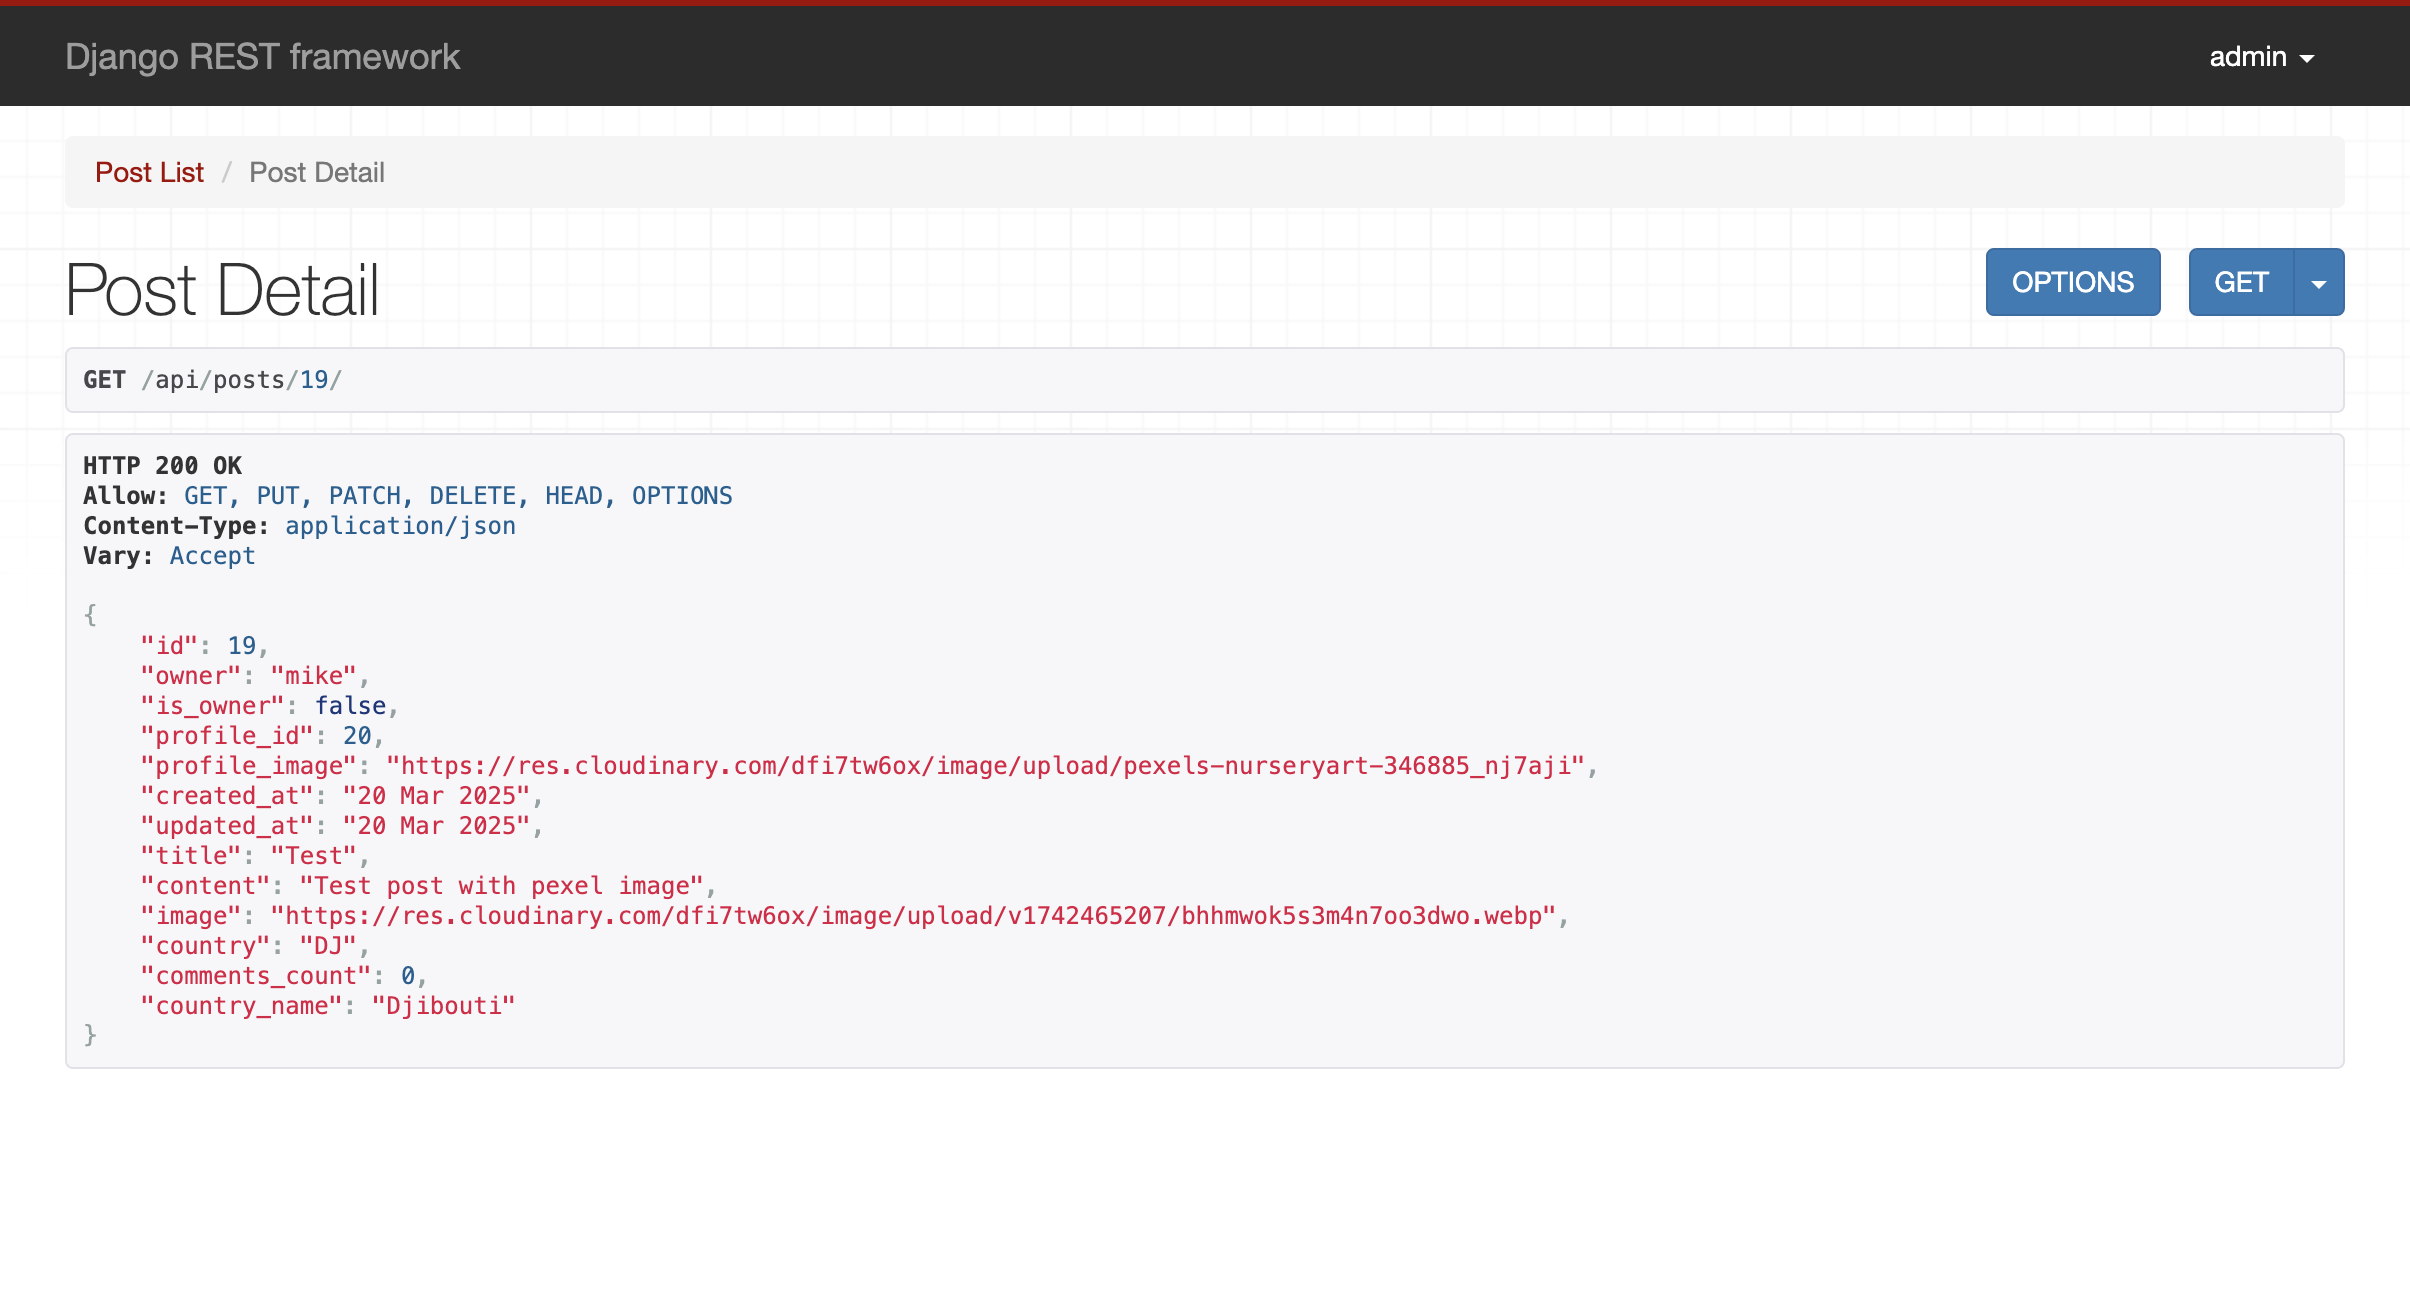 Django REST framework
admin
Post List / Post Detail
Post Detail
OPTIONS
GET
GET /api/posts/19/
HTTP 200 OK
Allow: GET, PUT, PATCH, DELETE, HEAD, OPTIONS
Content-Type: application/json
Vary: Accept
{
    "id": 19,
    "owner": "mike",
    "is_owner": false,
    "profile_id": 20,
    "profile_image": "https://res.cloudinary.com/dfi7tw6ox/image/upload/pexels-nurseryart-346885_nj7aji",
    "created_at": "20 Mar 2025",
    "updated_at": "20 Mar 2025",
    "title": "Test",
    "content": "Test post with pexel image",
    "image": "https://res.cloudinary.com/dfi7tw6ox/image/upload/v1742465207/bhhmwok5s3m4n7oo3dwo.webp",
    "country": "DJ",
    "comments_count": 0,
    "country_name": "Djibouti"
}